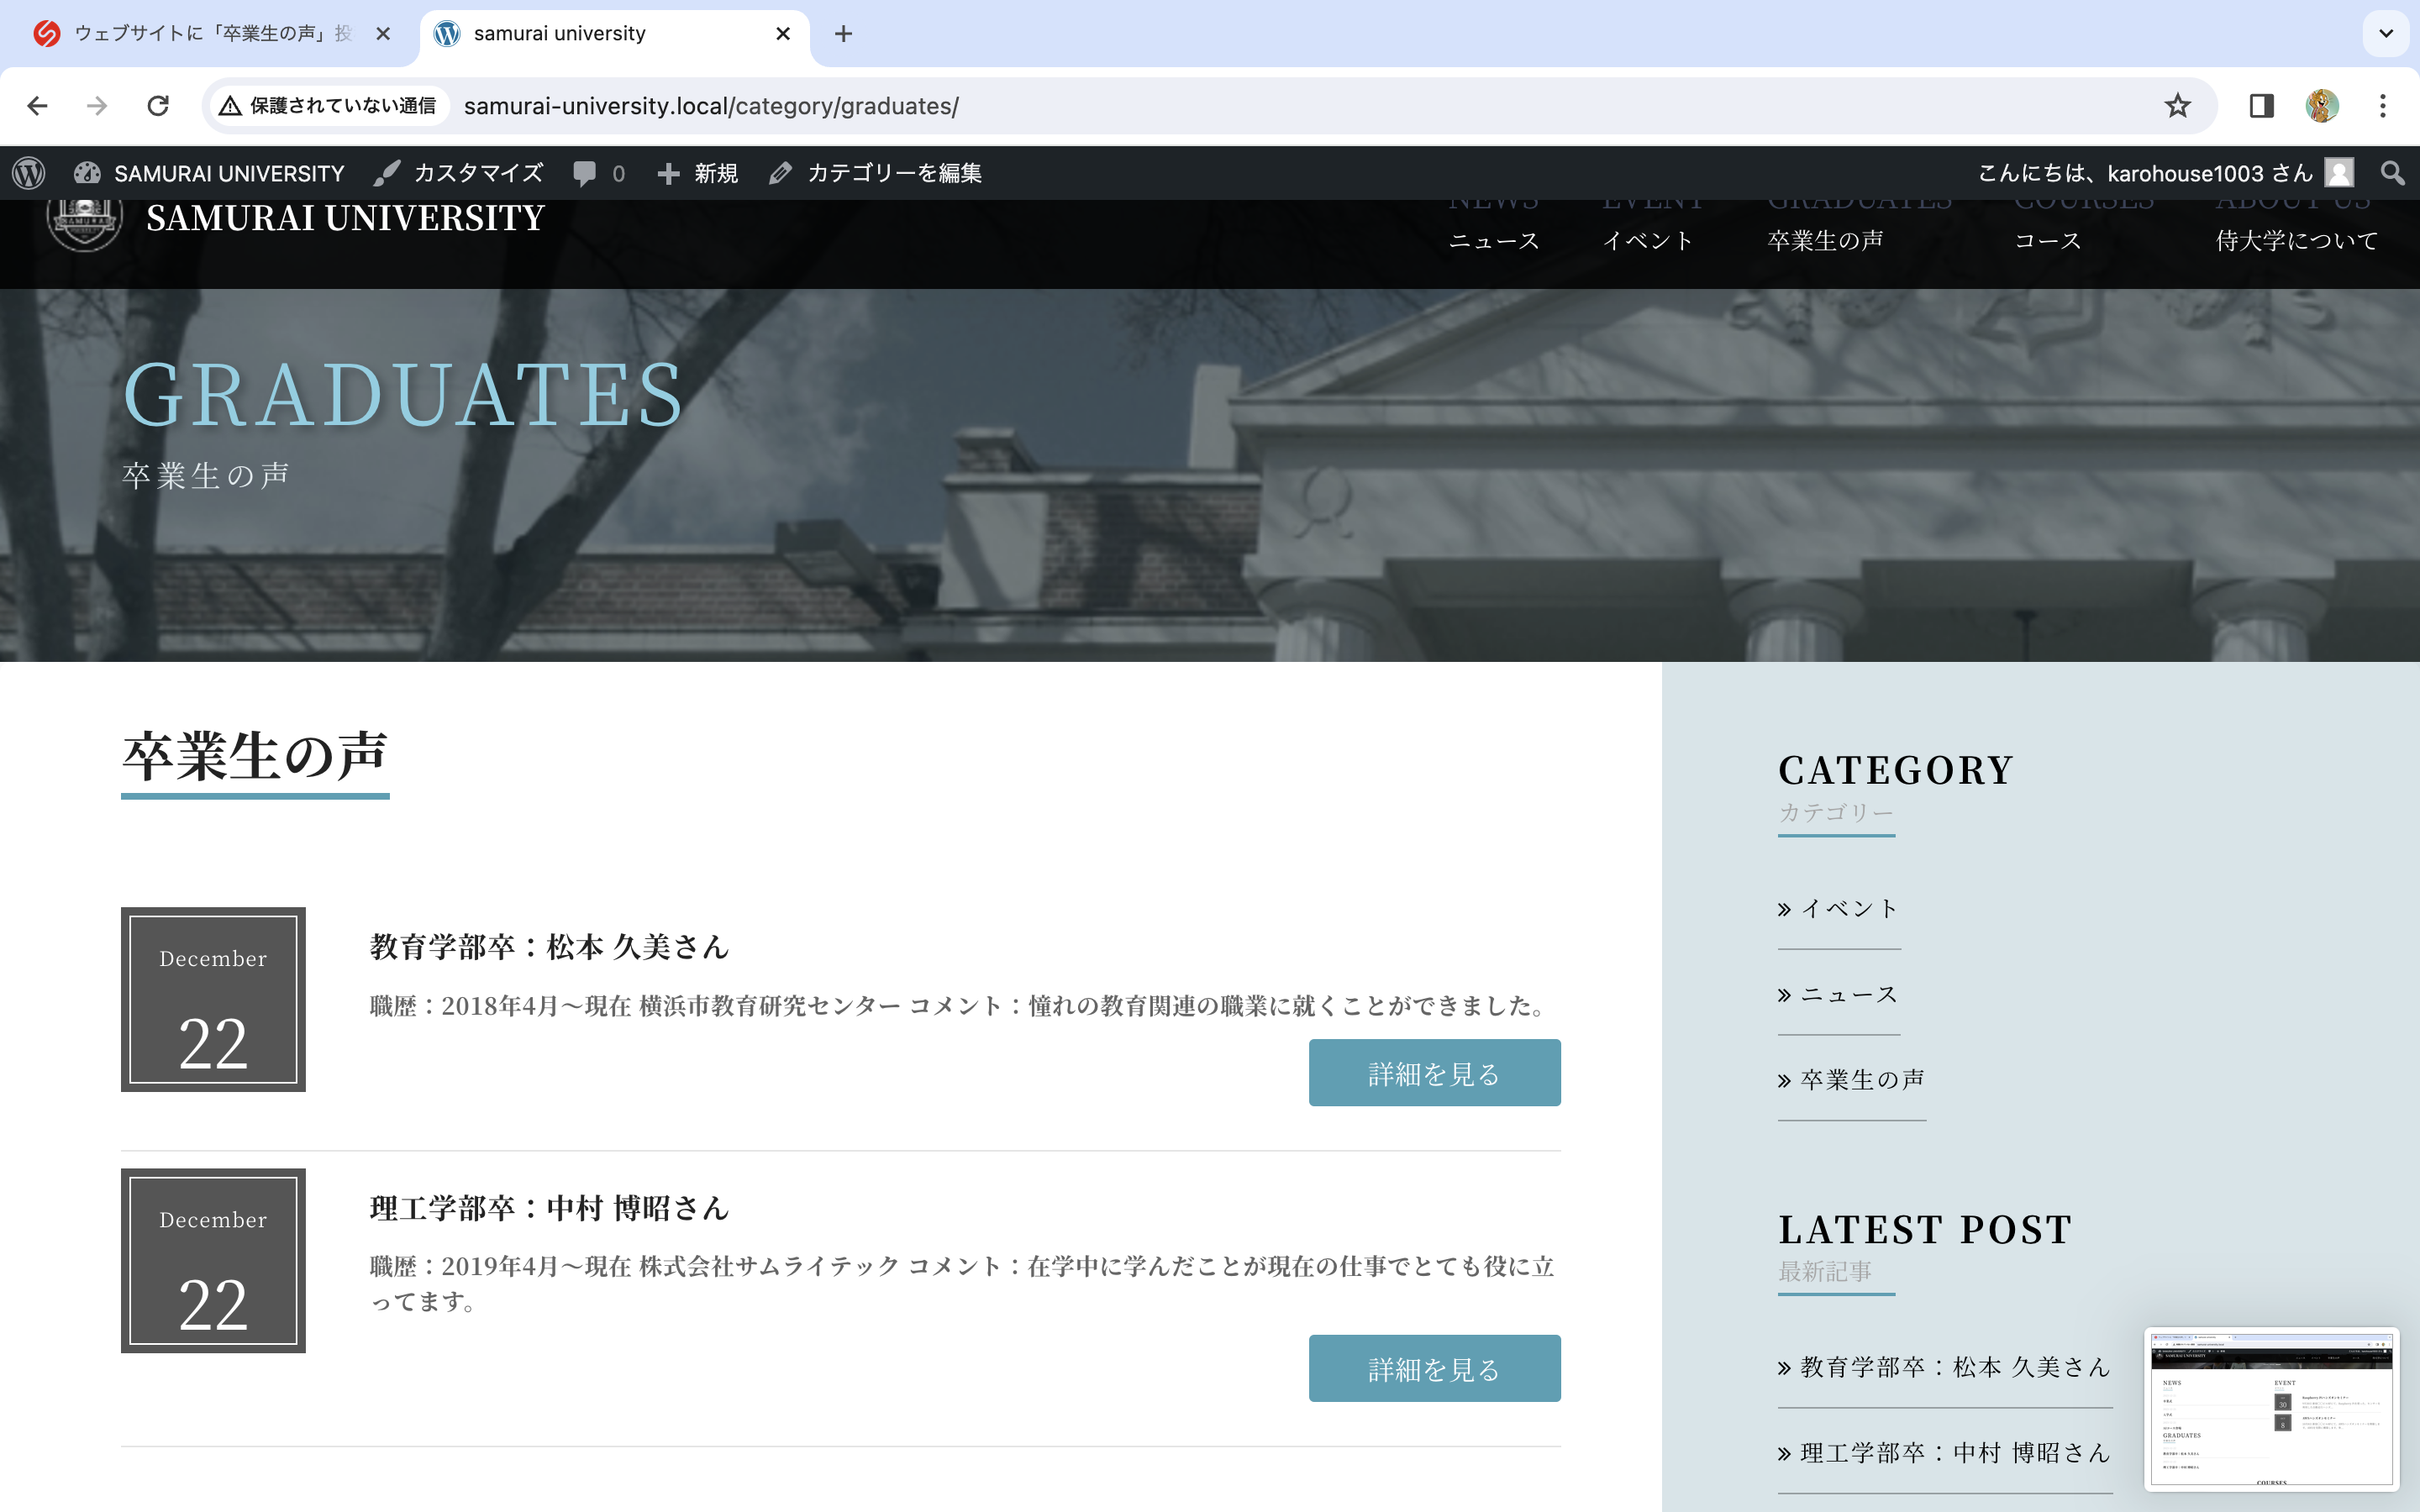 ウェブサイトに「卒業生の声」投
samurai university
保護されていない通信
samurai-university.local/category/graduates/
SAMURAI UNIVERSITY
カスタマイズ
0
新規
カテゴリーを編集
こんにちは、karohouse1003 さん
SAMURAI UNIVERSITY
NEWS
EVENT
GRADUATES
COURSES
ABOUT US
ニュース
イベント
卒業生の声
コース
侍大学について
GRADUATES
卒業生の声
卒業生の声
December
22
教育学部卒：松本 久美さん
職歴：2018年4月～現在 横浜市教育研究センター コメント：憧れの教育関連の職業に就くことができました。
詳細を見る
December
22
理工学部卒：中村 博昭さん
職歴：2019年4月～現在 株式会社サムライテック コメント：在学中に学んだことが現在の仕事でとても役に立
ってます。
詳細を見る
CATEGORY
カテゴリー
イベント
ニュース
卒業生の声
LATEST POST
最新記事
教育学部卒：松本 久美さん
理工学部卒：中村 博昭さん
NEWS
EVENT
30
8
GRADUATES
COURSES